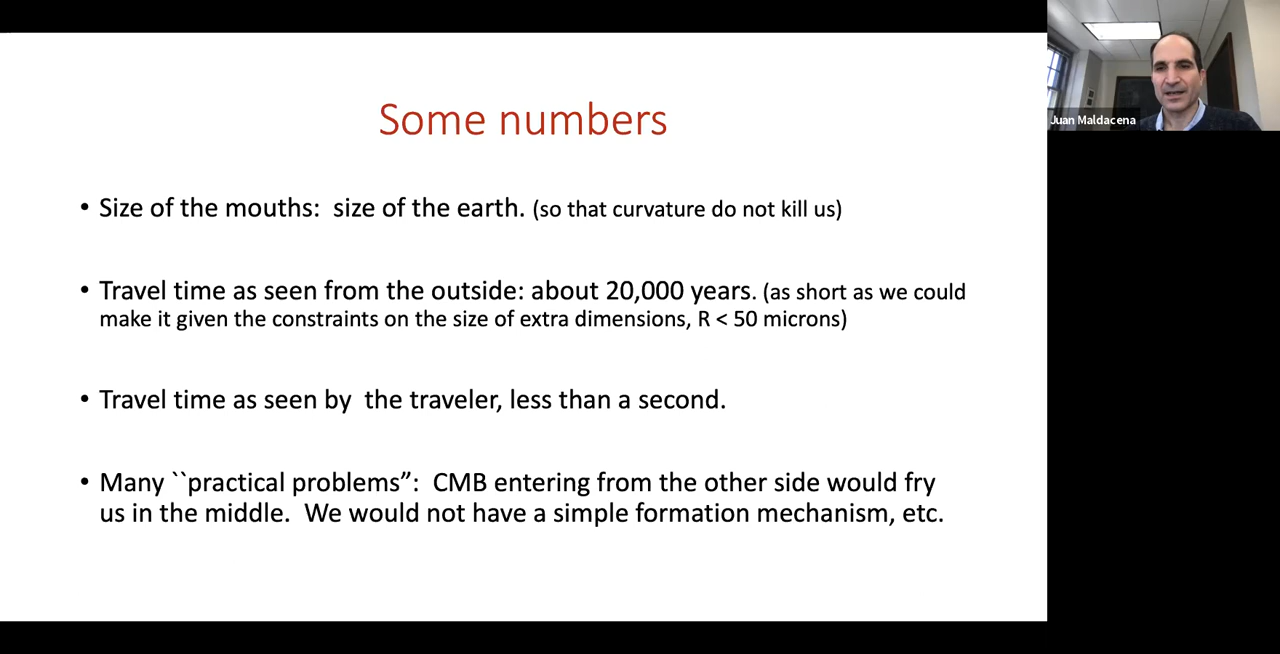 Some numbers
• Size of the mouths: size of the earth. (so that curvature do not kill us)
• Travel time as seen from the outside: about 20,000 years. (as short as we could
make it given the constraints on the size of extra dimensions, R < 50 microns)
• Travel time as seen by the traveler, less than a second.
• Many ``practical problems”: CMB entering from the other side would fry
us in the middle. We would not have a simple formation mechanism, etc.
Juan Maldacena